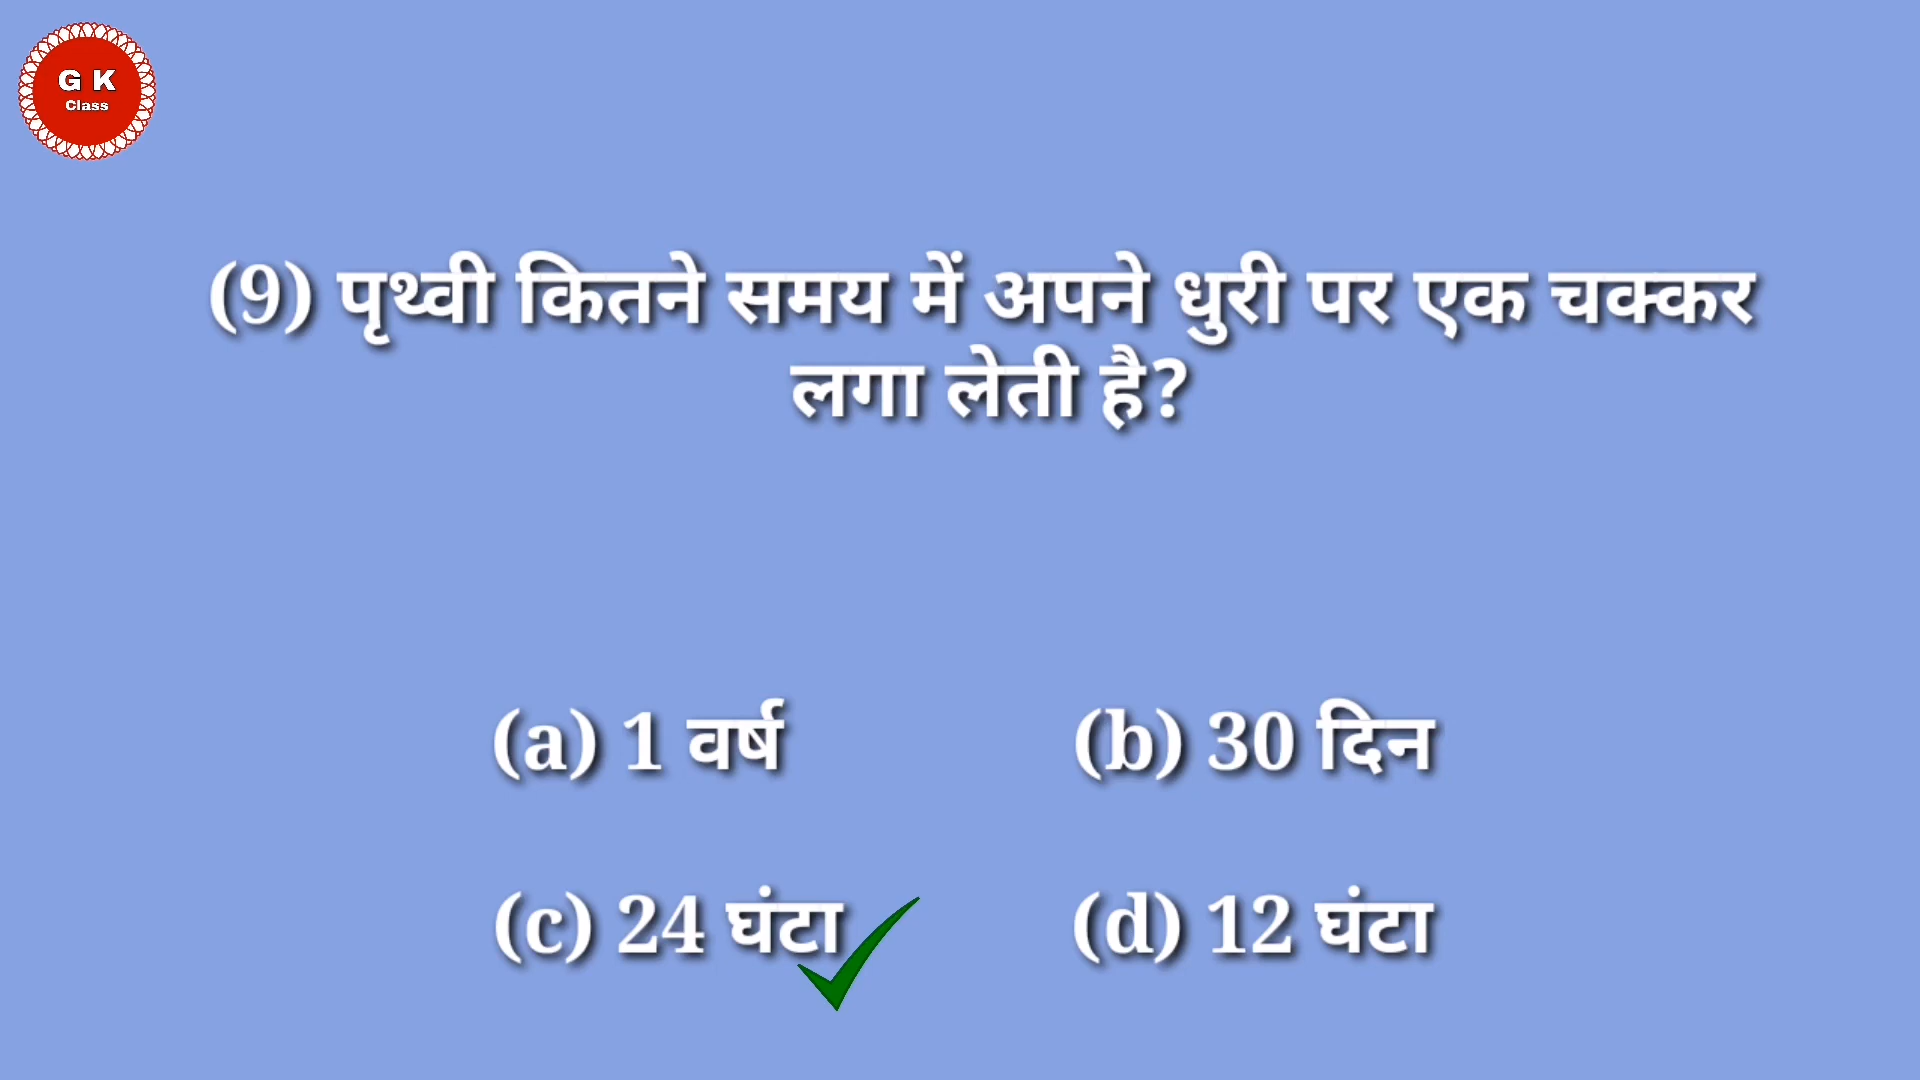 G K
Class
(9) पृथ्वी कितने समय में अपने धुरी पर एक चक्कर
लगा लेती है?
(a) 1 वर्ष
(b) 30 दिन
(c) 24 घंटा
(d) 12 घंटा